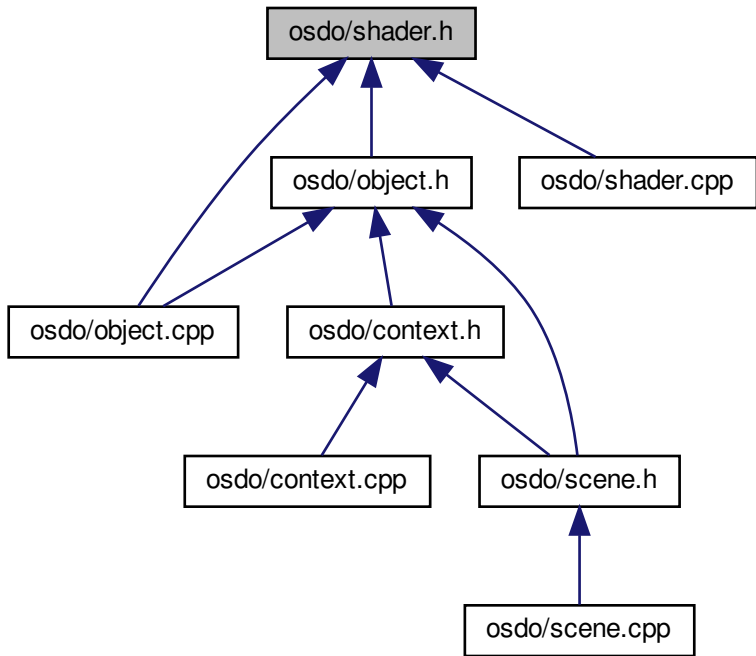 osdo/shader.h
osdo/object.h
osdo/shader.cpp
osdo/object.cpp
osdo/context.h
osdo/context.cpp
osdo/scene.h
osdo/scene.cpp